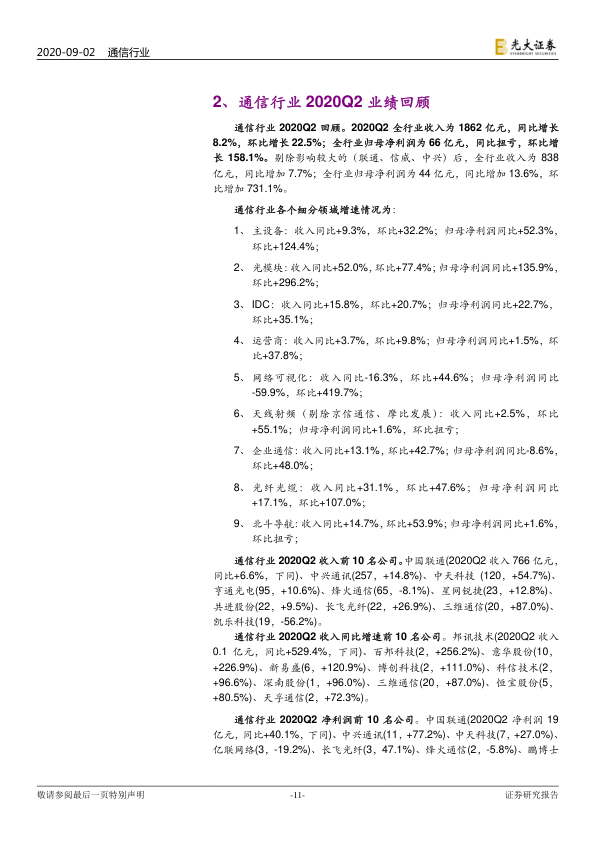 2020-09-02 通信行业
光大证券
EVERBRIGHT SECURITIES
2、通信行业 2020Q2 业绩回顾
通信行业 2020Q2 回顾。2020Q2 全行业收入为 1862 亿元，同比增长
8.2%，环比增长 22.5%；全行业归母净利润为 66 亿元，同比扭亏，环比增
长 158.1%。剔除影响较大的（联通、信威、中兴）后，全行业收入为 838
亿元，同比增加 7.7%；全行业归母净利润为 44 亿元，同比增加 13.6%，环
比增加 731.1%。
通信行业各个细分领域增速情况为：
1、 主设备：收入同比+9.3%，环比+32.2%；归母净利润同比+52.3%，
环比+124.4%；
2、 光模块：收入同比+52.0%，环比+77.4%；归母净利润同比+135.9%，
环比+296.2%；
3、 IDC：收入同比+15.8%，环比+20.7%；归母净利润同比+22.7%，
环比+35.1%；
4、 运营商：收入同比+3.7%，环比+9.8%；归母净利润同比+1.5%，环
比+37.8%；
5、 网络可视化：收入同比-16.3%，环比+44.6%；归母净利润同比
-59.9%，环比+419.7%；
6、 天线射频（剔除京信通信、摩比发展）：收入同比+2.5%，环比
+55.1%；归母净利润同比+1.6%，环比扭亏；
7、 企业通信：收入同比+13.1%，环比+42.7%；归母净利润同比-8.6%，
环比+48.0%；
8、 光纤光缆：收入同比+31.1%，环比+47.6%；归母净利润同比
+17.1%，环比+107.0%；
9、 北斗导航：收入同比+14.7%，环比+53.9%；归母净利润同比+1.6%，
环比扭亏；
通信行业 2020Q2 收入前 10 名公司。中国联通(2020Q2 收入 766 亿元，
同比+6.6%，下同)、中兴通讯(257，+14.8%)、中天科技 (120，+54.7%)、
亨通光电(95，+10.6%)、烽火通信(65，-8.1%)、星网锐捷(23，+12.8%)、
共进股份(22，+9.5%)、长飞光纤(22，+26.9%)、三维通信(20，+87.0%)、
凯乐科技(19，-56.2%)。
通信行业 2020Q2 收入同比增速前 10 名公司。邦讯技术(2020Q2 收入
0.1 亿元，同比+529.4%，下同)、百邦科技(2，+256.2%)、意华股份(10，
+226.9%)、新易盛(6，+120.9%)、博创科技(2，+111.0%)、科信技术(2，
+96.6%)、深南股份(1，+96.0%)、三维通信(20，+87.0%)、恒宝股份(5，
+80.5%)、天孚通信(2，+72.3%)。
通信行业 2020Q2 净利润前 10 名公司。中国联通(2020Q2 净利润 19
亿元，同比+40.1%，下同)、中兴通讯(11，+77.2%)、中天科技(7，+27.0%)、
亿联网络(3，-19.2%)、长飞光纤(3，47.1%)、烽火通信(2，-5.8%)、鹏博士
敬请参阅最后一页特别声明
-11-
证券研究报告